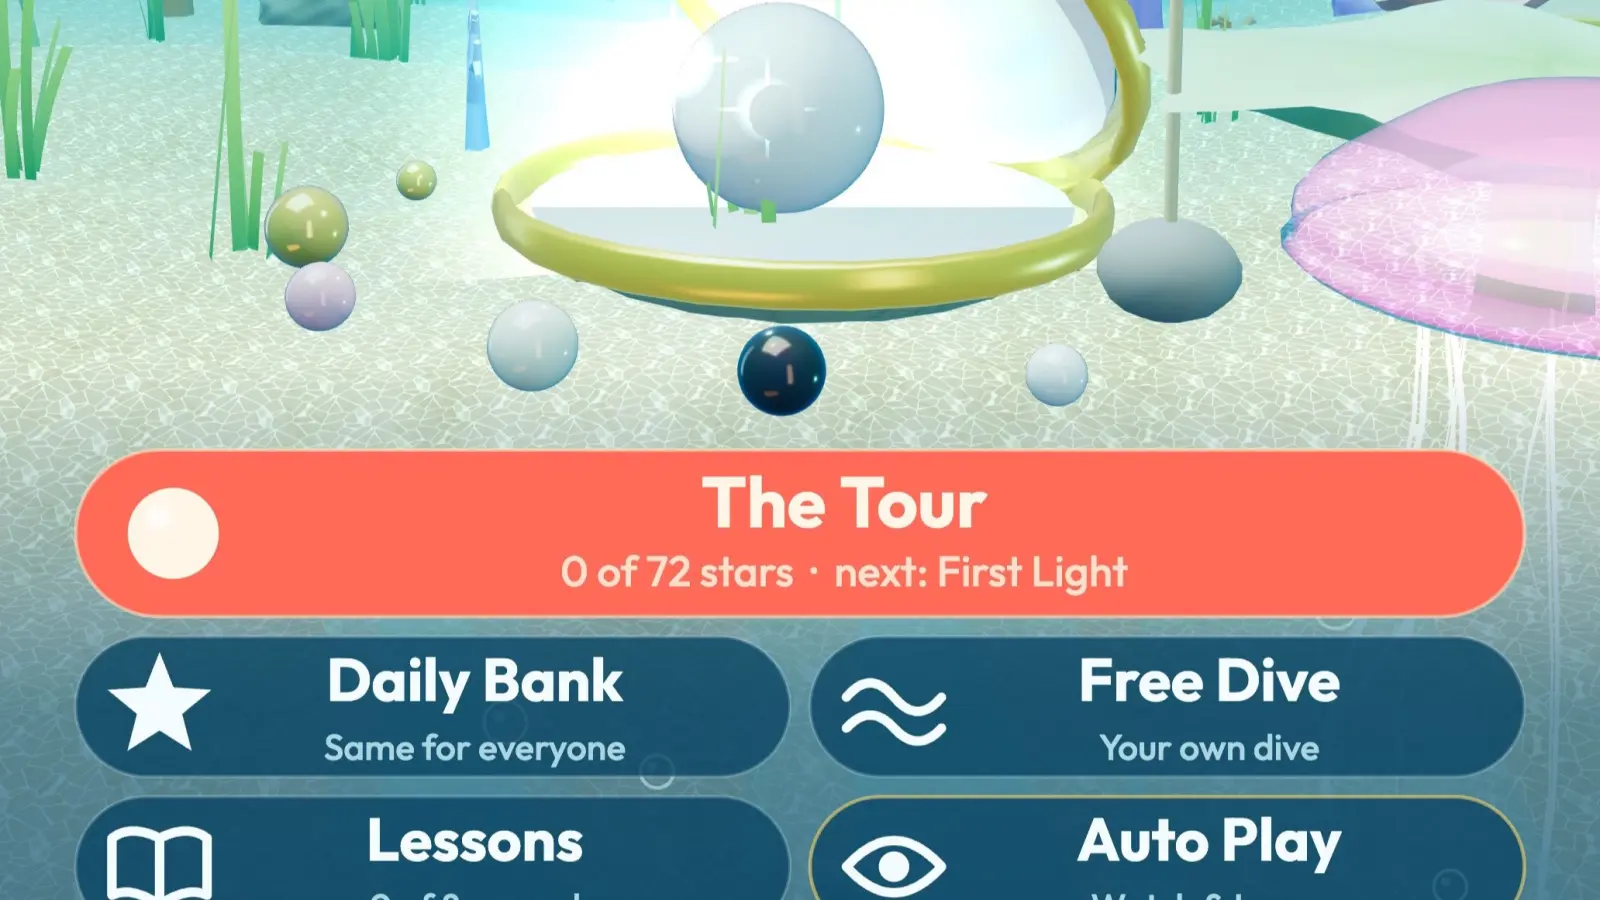 The Tour
0 of 72 stars · next: First Light
Daily Bank
Same for everyone
Free Dive
Your own dive
Lessons
Auto Play